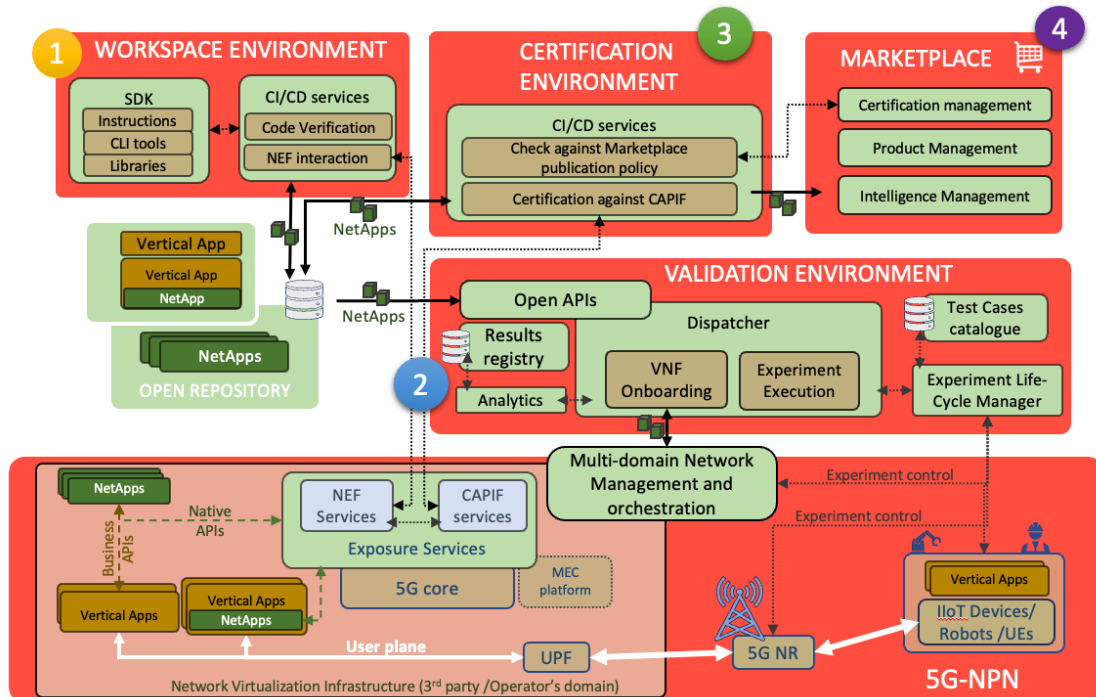 1
WORKSPACE ENVIRONMENT
SDK
Instructions
CLI tools
Libraries
CI/CD services
Code Verification
NEF interaction
3
CERTIFICATION
ENVIRONMENT
CI/CD services
Check against Marketplace
publication policy
Certification against CAPIF
4
MARKETPLACE
Certification management
Product Management
Intelligence Management
NetApps
NetApps
Vertical App
Vertical App
NetApp
NetApps
OPEN REPOSITORY
2
VALIDATION ENVIRONMENT
Open APIs
Dispatcher
Results
registry
Analytics
VNF
Onboarding
Experiment
Execution
Test Cases
catalogue
Experiment Life-
Cycle Manager
Multi-domain Network
Management and
orchestration
Experiment control
Experiment control
NetApps
Business
APIs
Native
APIs
NEF
Services
CAPIF
services
Exposure Services
5G core
MEC
platform
Vertical Apps
Vertical Apps
NetApps
User plane
UPF
5G NR
Vertical Apps
IIoT Devices/
Robots /UEs
Network Virtualization Infrastructure (3rd party /Operator's domain)
5G-NPN